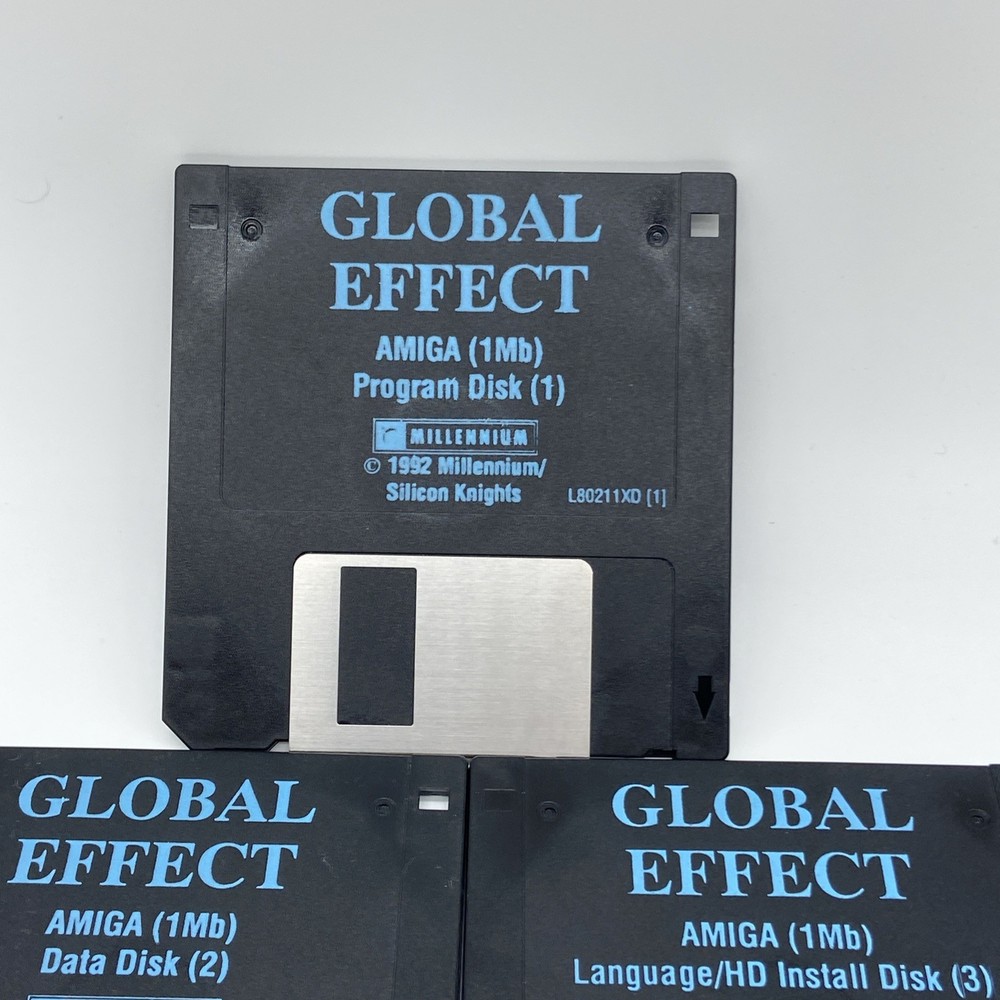 GLOBAL
EFFECT
AMIGA (1Mb)
Program Disk (1)
MILLENNIUM
© 1992 Millennium/
Silicon Knights
L80211XD [1]
GLOBAL
EFFECT
AMIGA (1Mb)
Data Disk (2)
GLOBAL
EFFECT
AMIGA (1Mb)
Language/HD Install Disk (3)